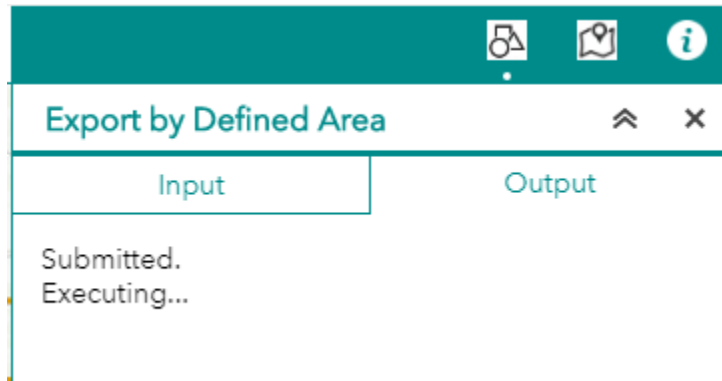 Export by Defined Area
Input
Output
Submitted.
Executing...